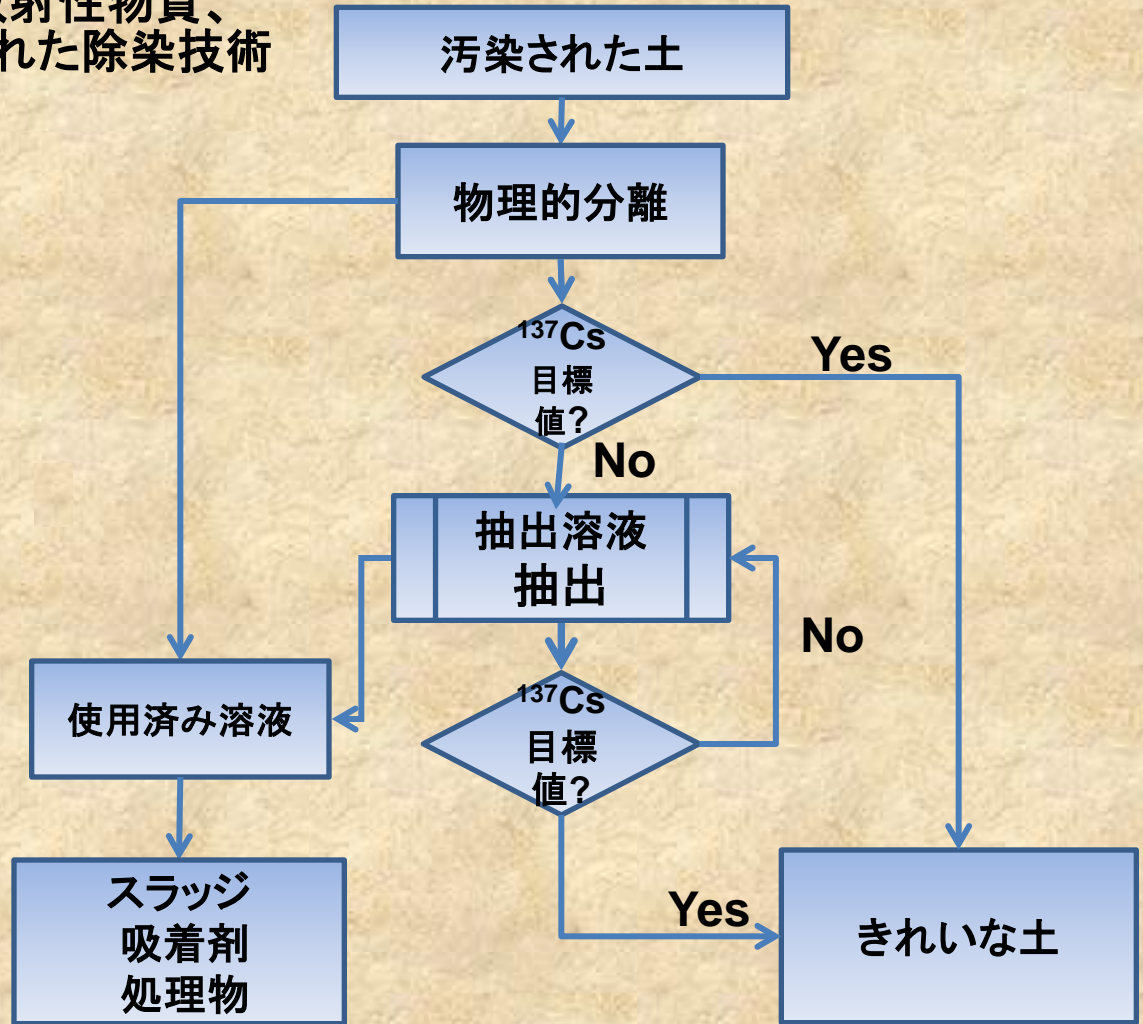 射性物質、
れた除染技術
汚染された土
物理的分離
¹³⁷Cs
目標
値?
Yes
No
抽出溶液
抽出
No
使用済み溶液
¹³⁷Cs
目標
値?
スラッジ
吸着剤
処理物
Yes
きれいな土